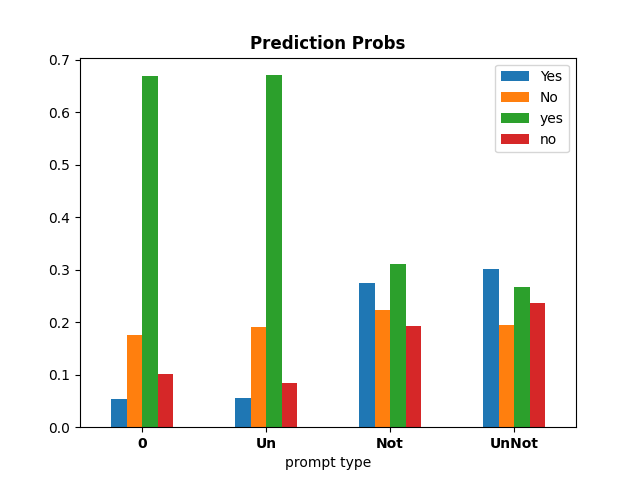 Prediction Probs
0.7
0.6
0.5
0.4
0.3
0.2
0.1
0.0
Yes
No
yes
no
0 Un Not UnNot
prompt type